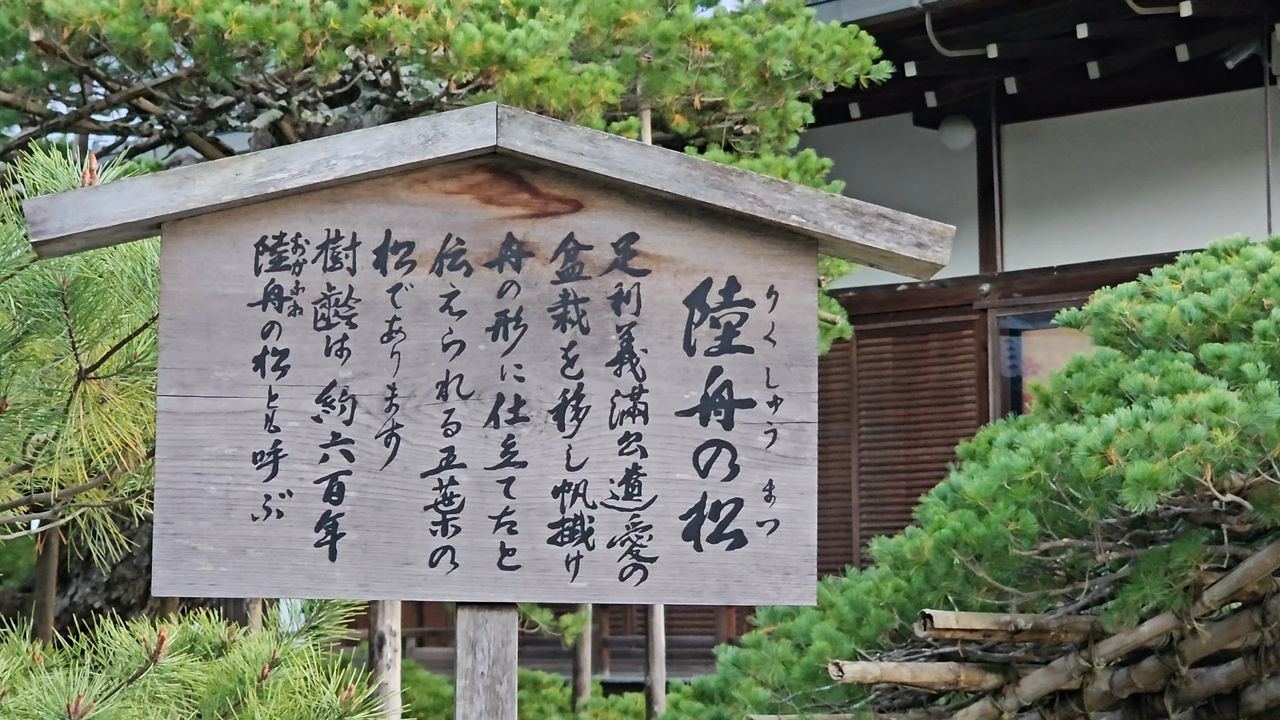 りくしゅう まつ
陸舟の松
足利義満公遺愛の
盆栽を移し帆掛け
舟の形に仕立てたと
伝えられる五葉の
松であります
樹齢は約六百年
おかふね
陸舟の松とも呼ぶ